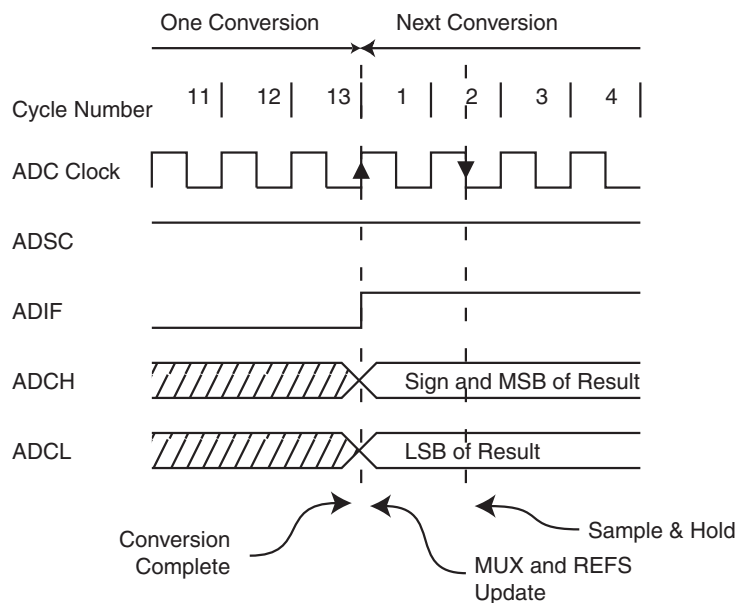 One Conversion Next Conversion
Cycle Number 11 12 13 1 2 3 4
ADC Clock
ADSC
ADIF
ADCH Sign and MSB of Result
ADCL LSB of Result
Conversion
Complete
MUX and REFS
Update
Sample & Hold